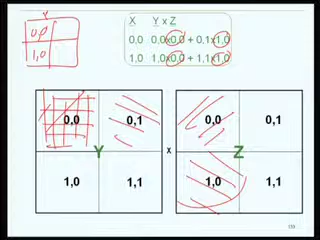 Y
0,0
1,0
X Y x Z
0,0 0,0x0,0 + 0,1x1,0
1,0 1,0x0,0 + 1,1x1,0
0,0 0,1
Y
1,0 1,1
x
0,0 0,1
Z
1,0 1,1